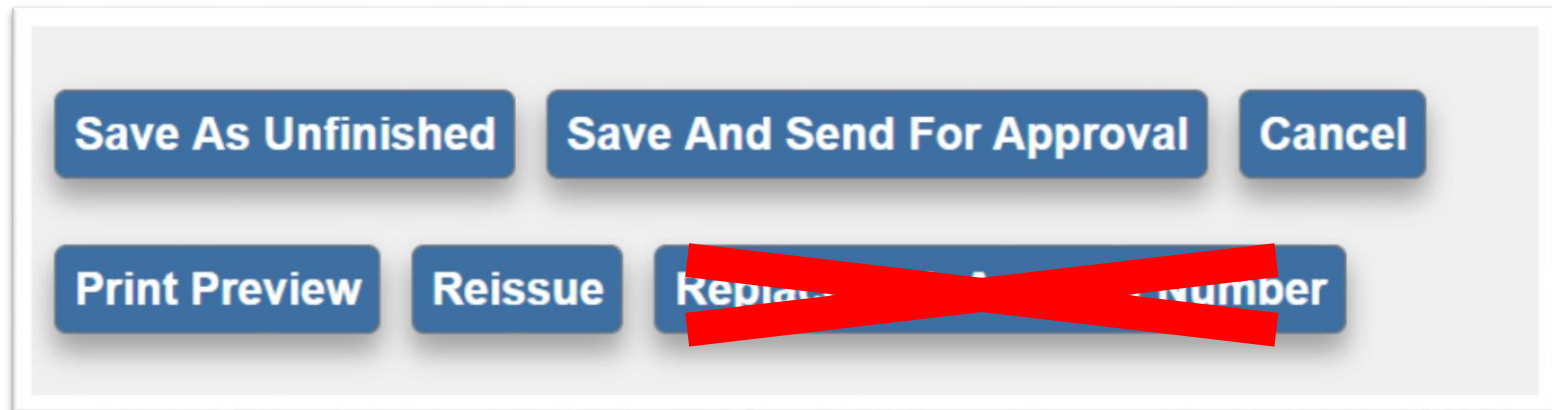 Save As Unfinished Save And Send For Approval Cancel
Print Preview Reissue Number